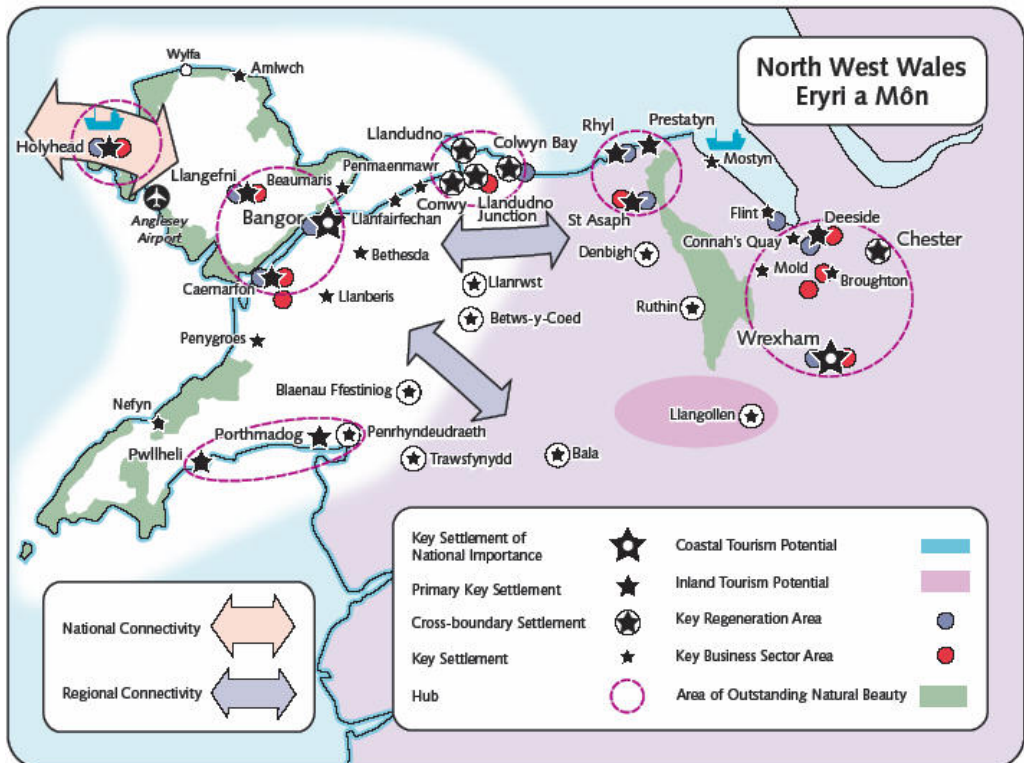 North West Wales
Eryri a Môn
Wylfa
Amlwch
Holyhead
Llangefni
Beaumaris
Anglesey
Airport
Bangor
Caernarfon
Penmaenmawr
Llanfairfechan
Bethesda
Llanberis
Penygroes
Llandudno
Colwyn Bay
Conwy
Llandudno
Junction
Rhyl
Prestatyn
Mostyn
St Asaph
Flint
Deeside
Connah's Quay
Chester
Denbigh
Mold
Broughton
Llanrwst
Ruthin
Betws-y-Coed
Wrexham
Blaenau Ffestiniog
Llangollen
Nefyn
Porthmadog
Penrhyndeudraeth
Pwllheli
Trawsfynydd
Bala
Key Settlement of
National Importance
Primary Key Settlement
Cross-boundary Settlement
Key Settlement
Hub
Coastal Tourism Potential
Inland Tourism Potential
Key Regeneration Area
Key Business Sector Area
Area of Outstanding Natural Beauty
National Connectivity
Regional Connectivity